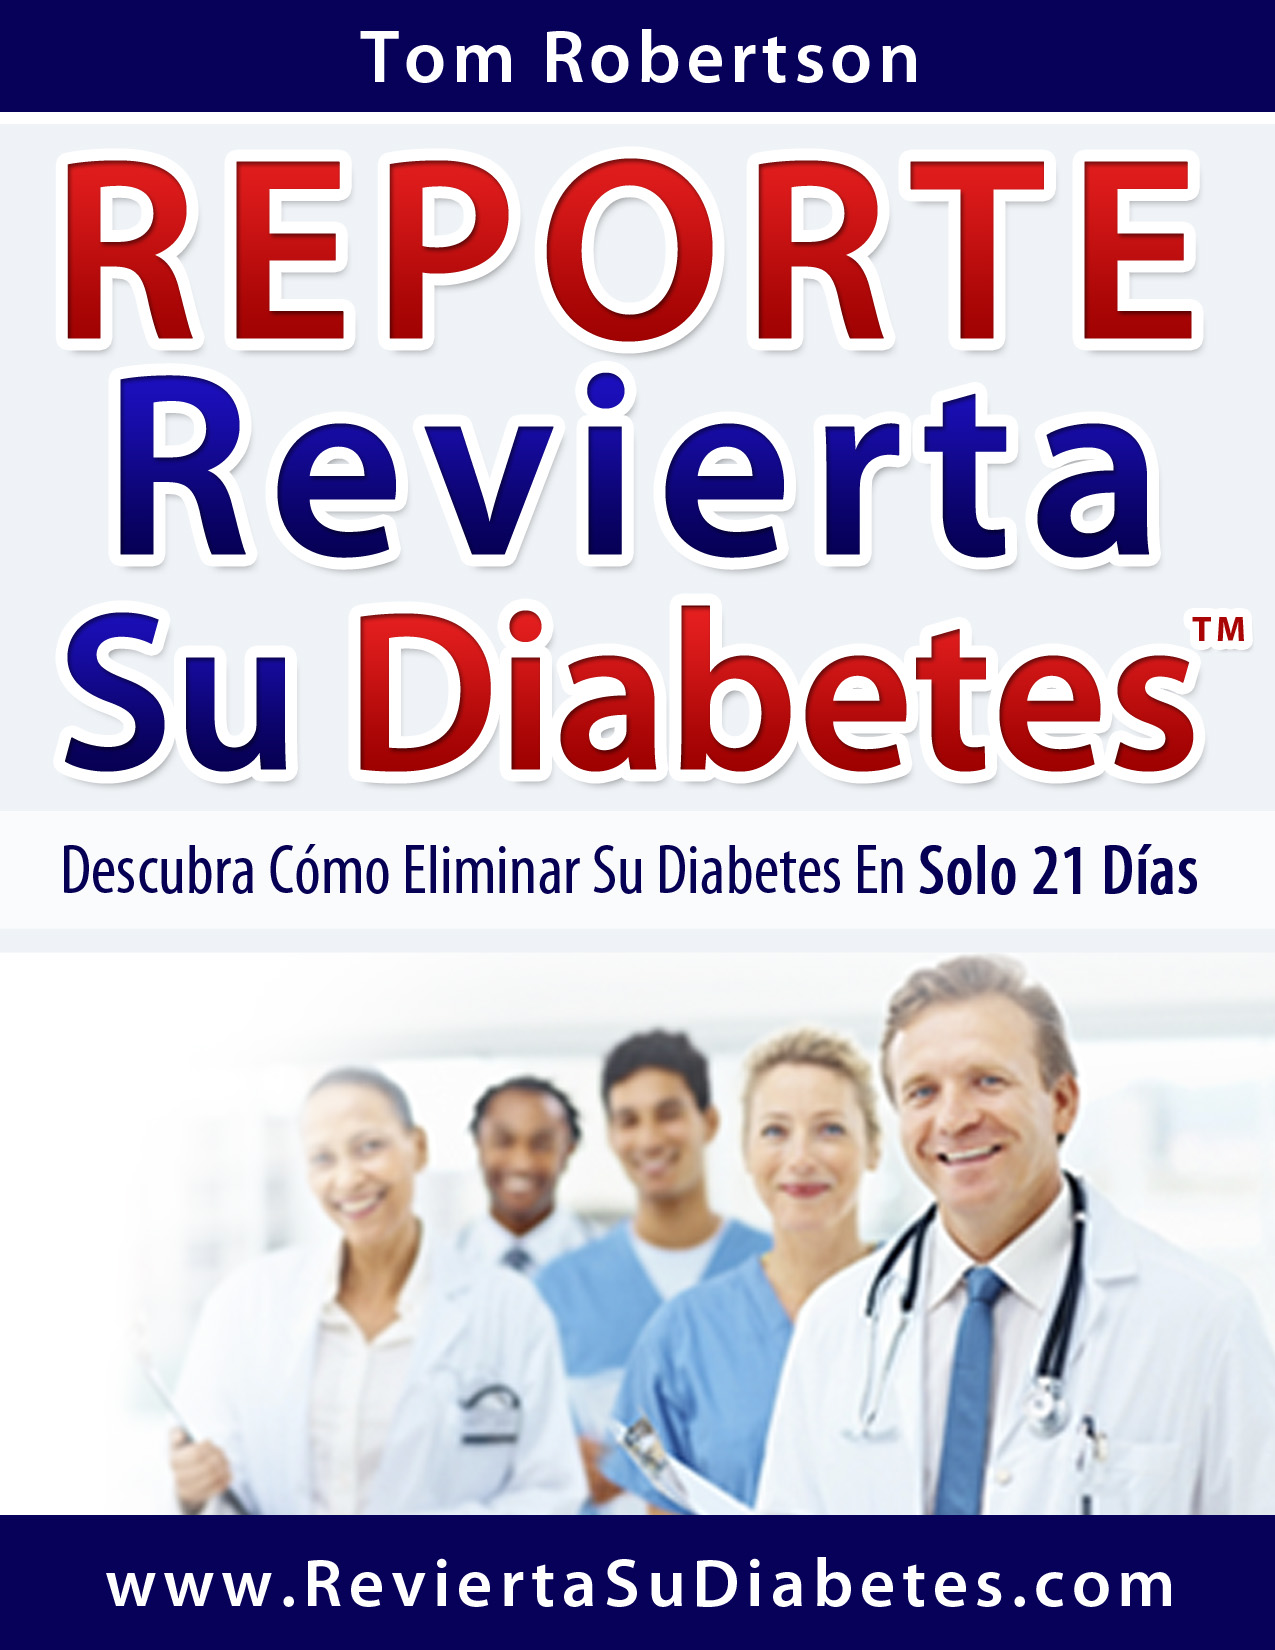 Tom Robertson
REPORTE
Revierta
Su Diabetes™
Descubra Cómo Eliminar Su Diabetes En Solo 21 Días
www.ReviertaSuDiabetes.com